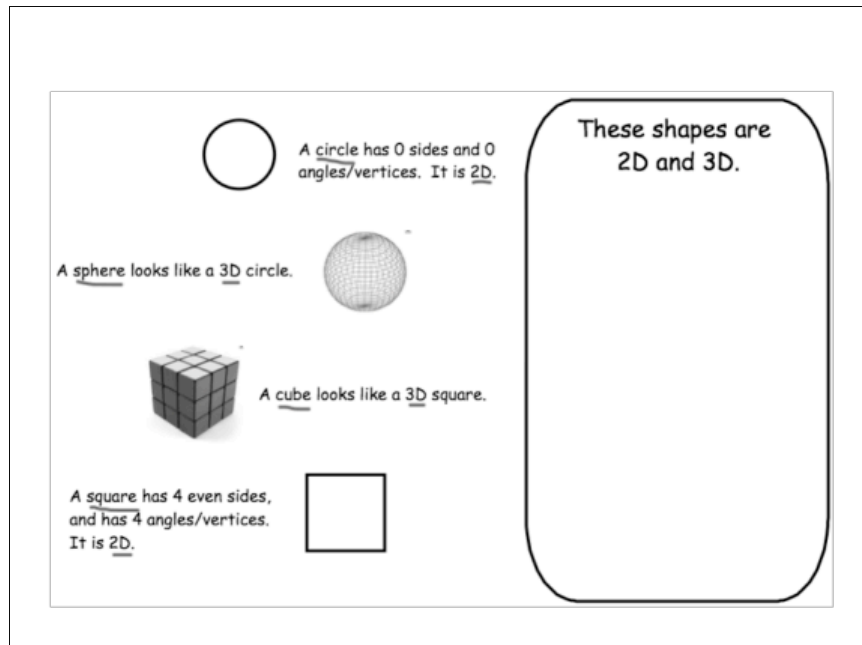 A circle has 0 sides and 0
angles/vertices. It is 2D.
A sphere looks like a 3D circle.
A cube looks like a 3D square.
A square has 4 even sides,
and has 4 angles/vertices.
It is 2D.
These shapes are
2D and 3D.